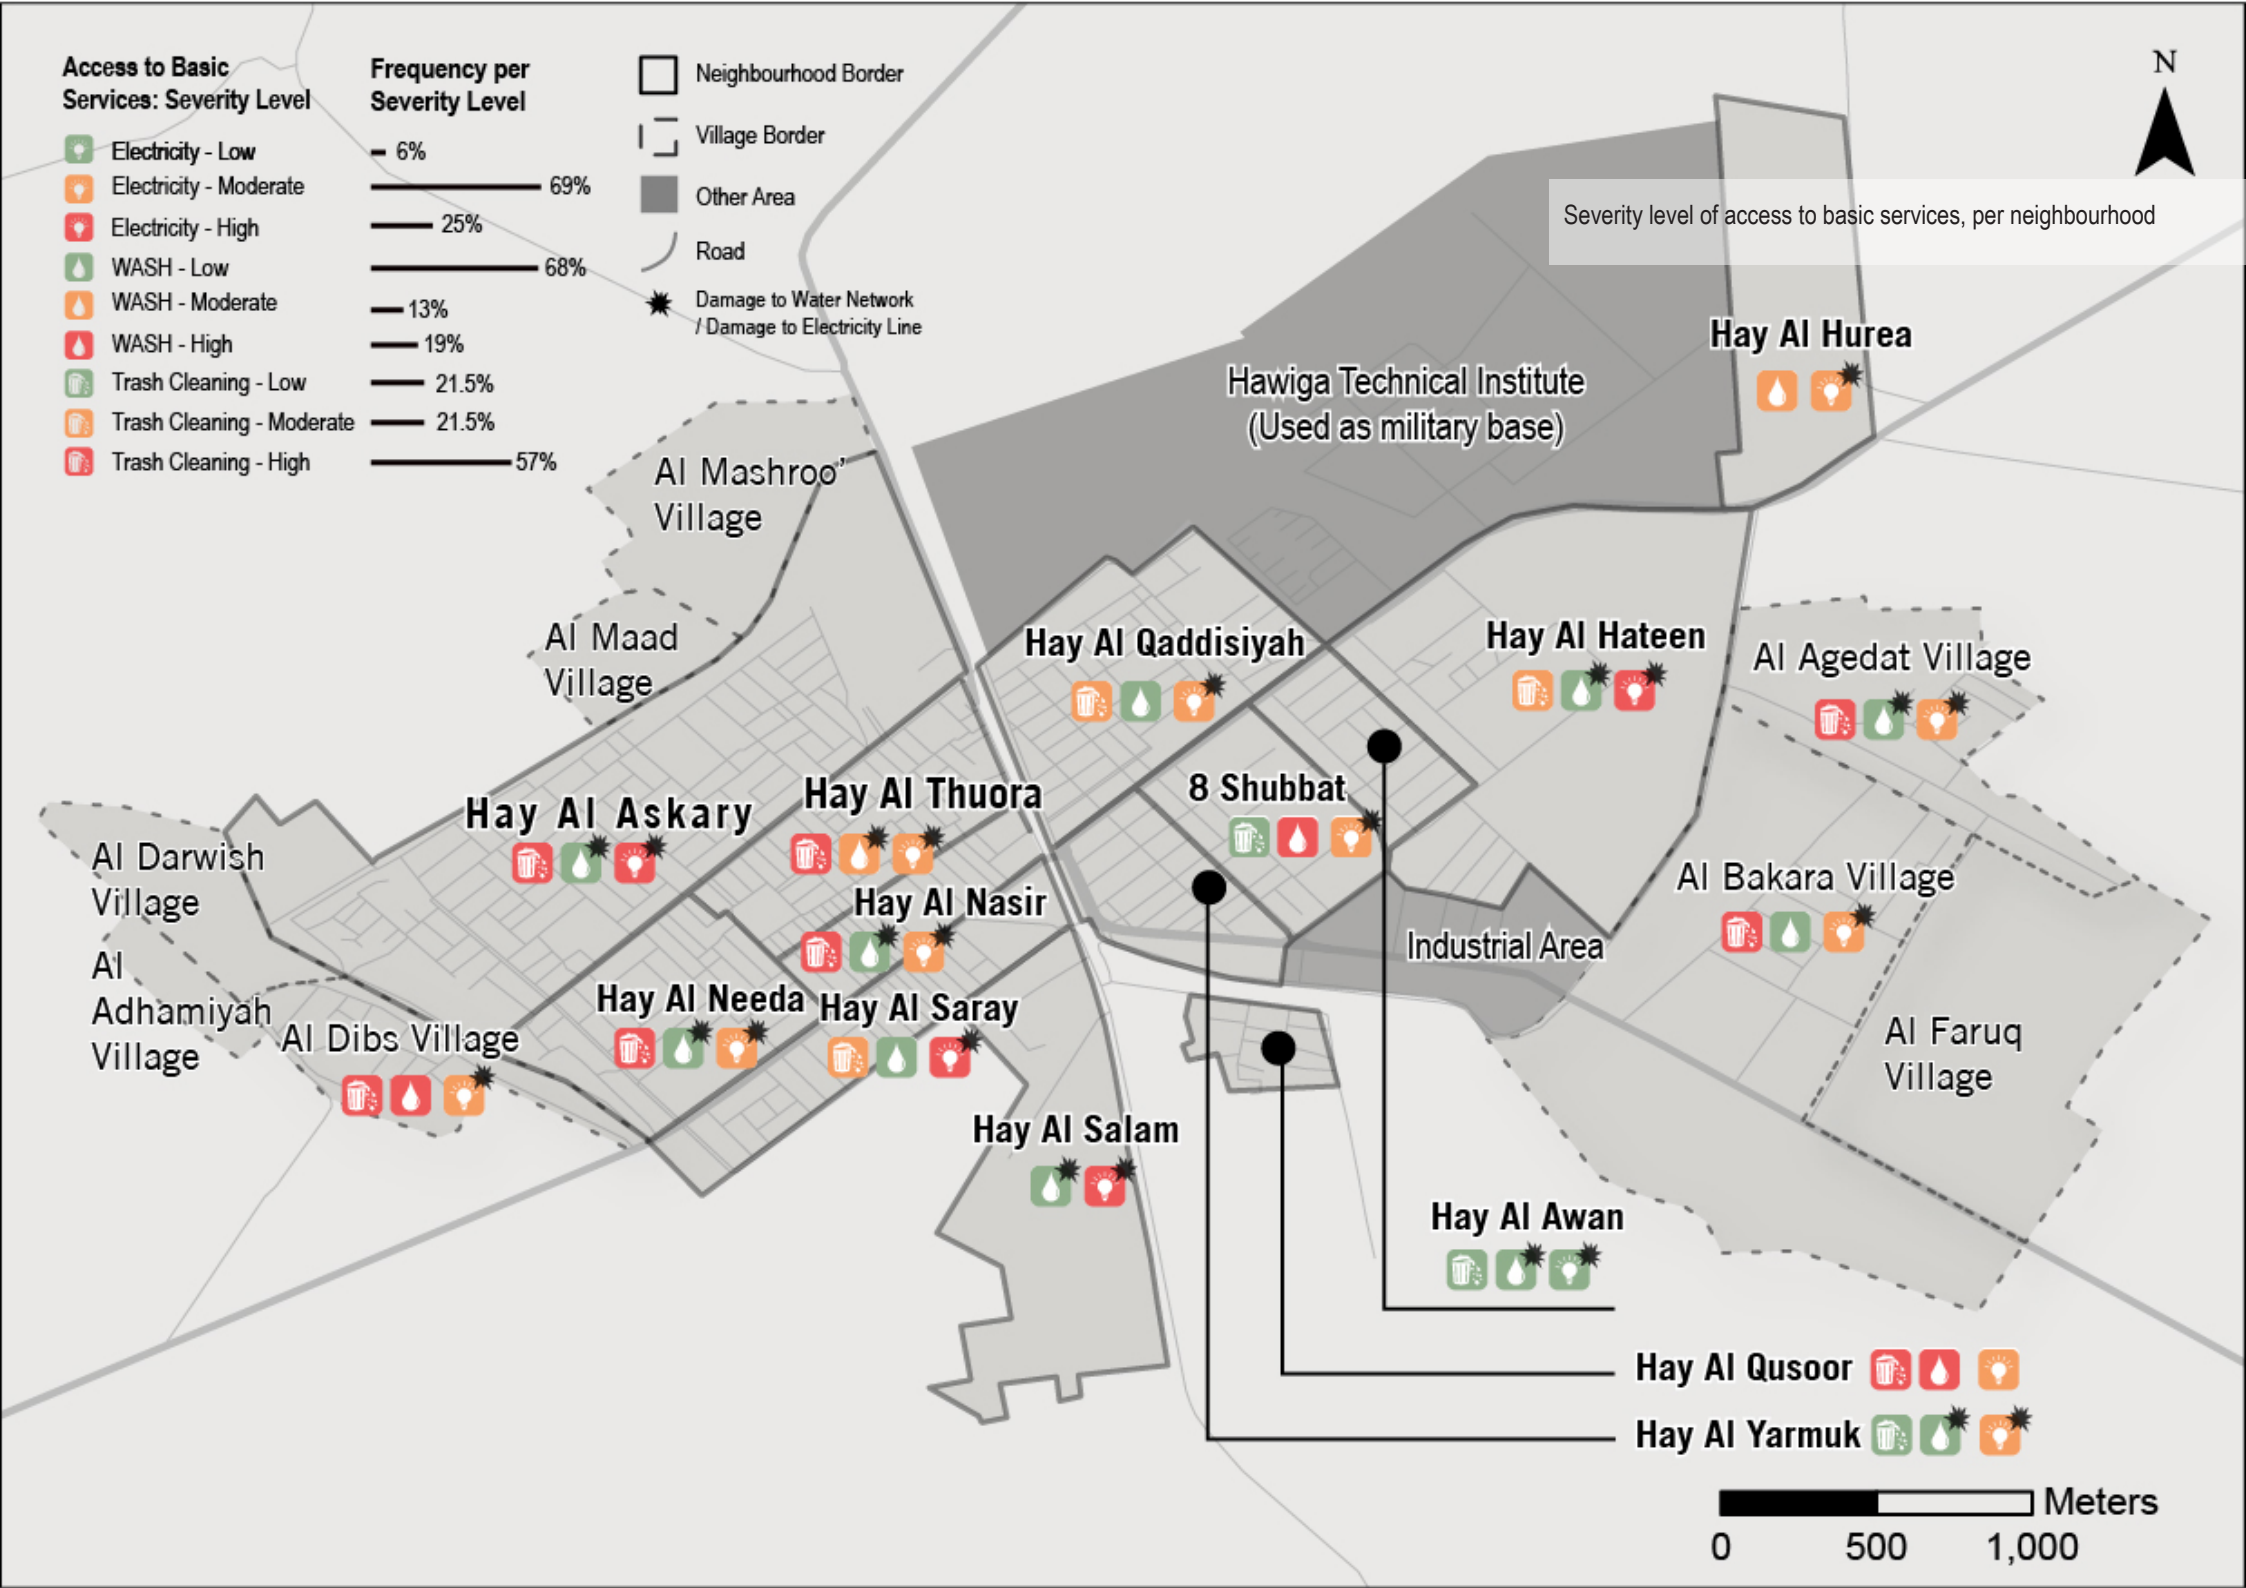 Access to Basic
Services: Severity Level
Frequency per
Severity Level
Electricity - Low
6%
Electricity - Moderate
69%
Electricity - High
25%
WASH - Low
68%
WASH - Moderate
13%
WASH - High
19%
Trash Cleaning - Low
21.5%
Trash Cleaning - Moderate
21.5%
Trash Cleaning - High
57%
Neighbourhood Border
Village Border
Other Area
Road
Damage to Water Network
/ Damage to Electricity Line
N
Severity level of access to basic services, per neighbourhood
Hay Al Hurea
Hawiga Technical Institute
(Used as military base)
Al Mashroo’
Village
Al Maad
Village
Hay Al Qaddisiyah
Hay Al Hateen
Al Agedat Village
Hay Al Askary
Hay Al Thuora
8 Shubbat
Al Darwish
Village
Al Bakara Village
Hay Al Nasir
Industrial Area
Al
Adhamiyah
Village
Al Dibs Village
Hay Al Needa
Hay Al Saray
Al Faruq
Village
Hay Al Salam
Hay Al Awan
Hay Al Qusoor
Hay Al Yarmuk
Meters
0 500 1,000